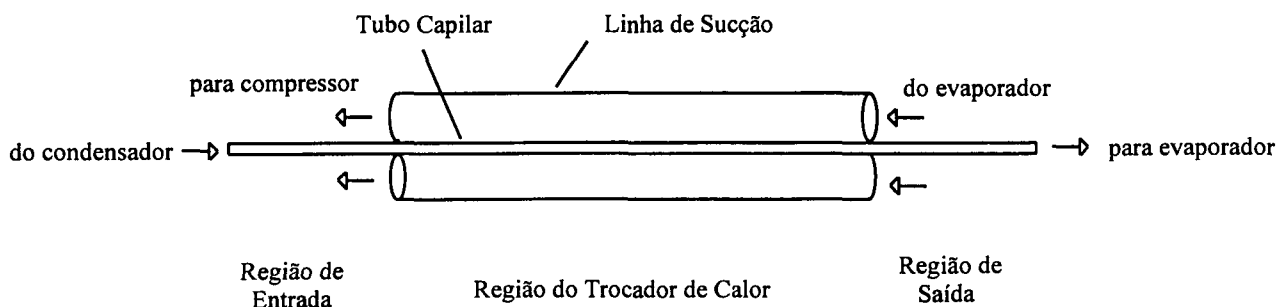 Tubo Capilar
Linha de Sucção
para compressor
do evaporador
do condensador
para evaporador
Região de
Entrada
Região do Trocador de Calor
Região de
Saída